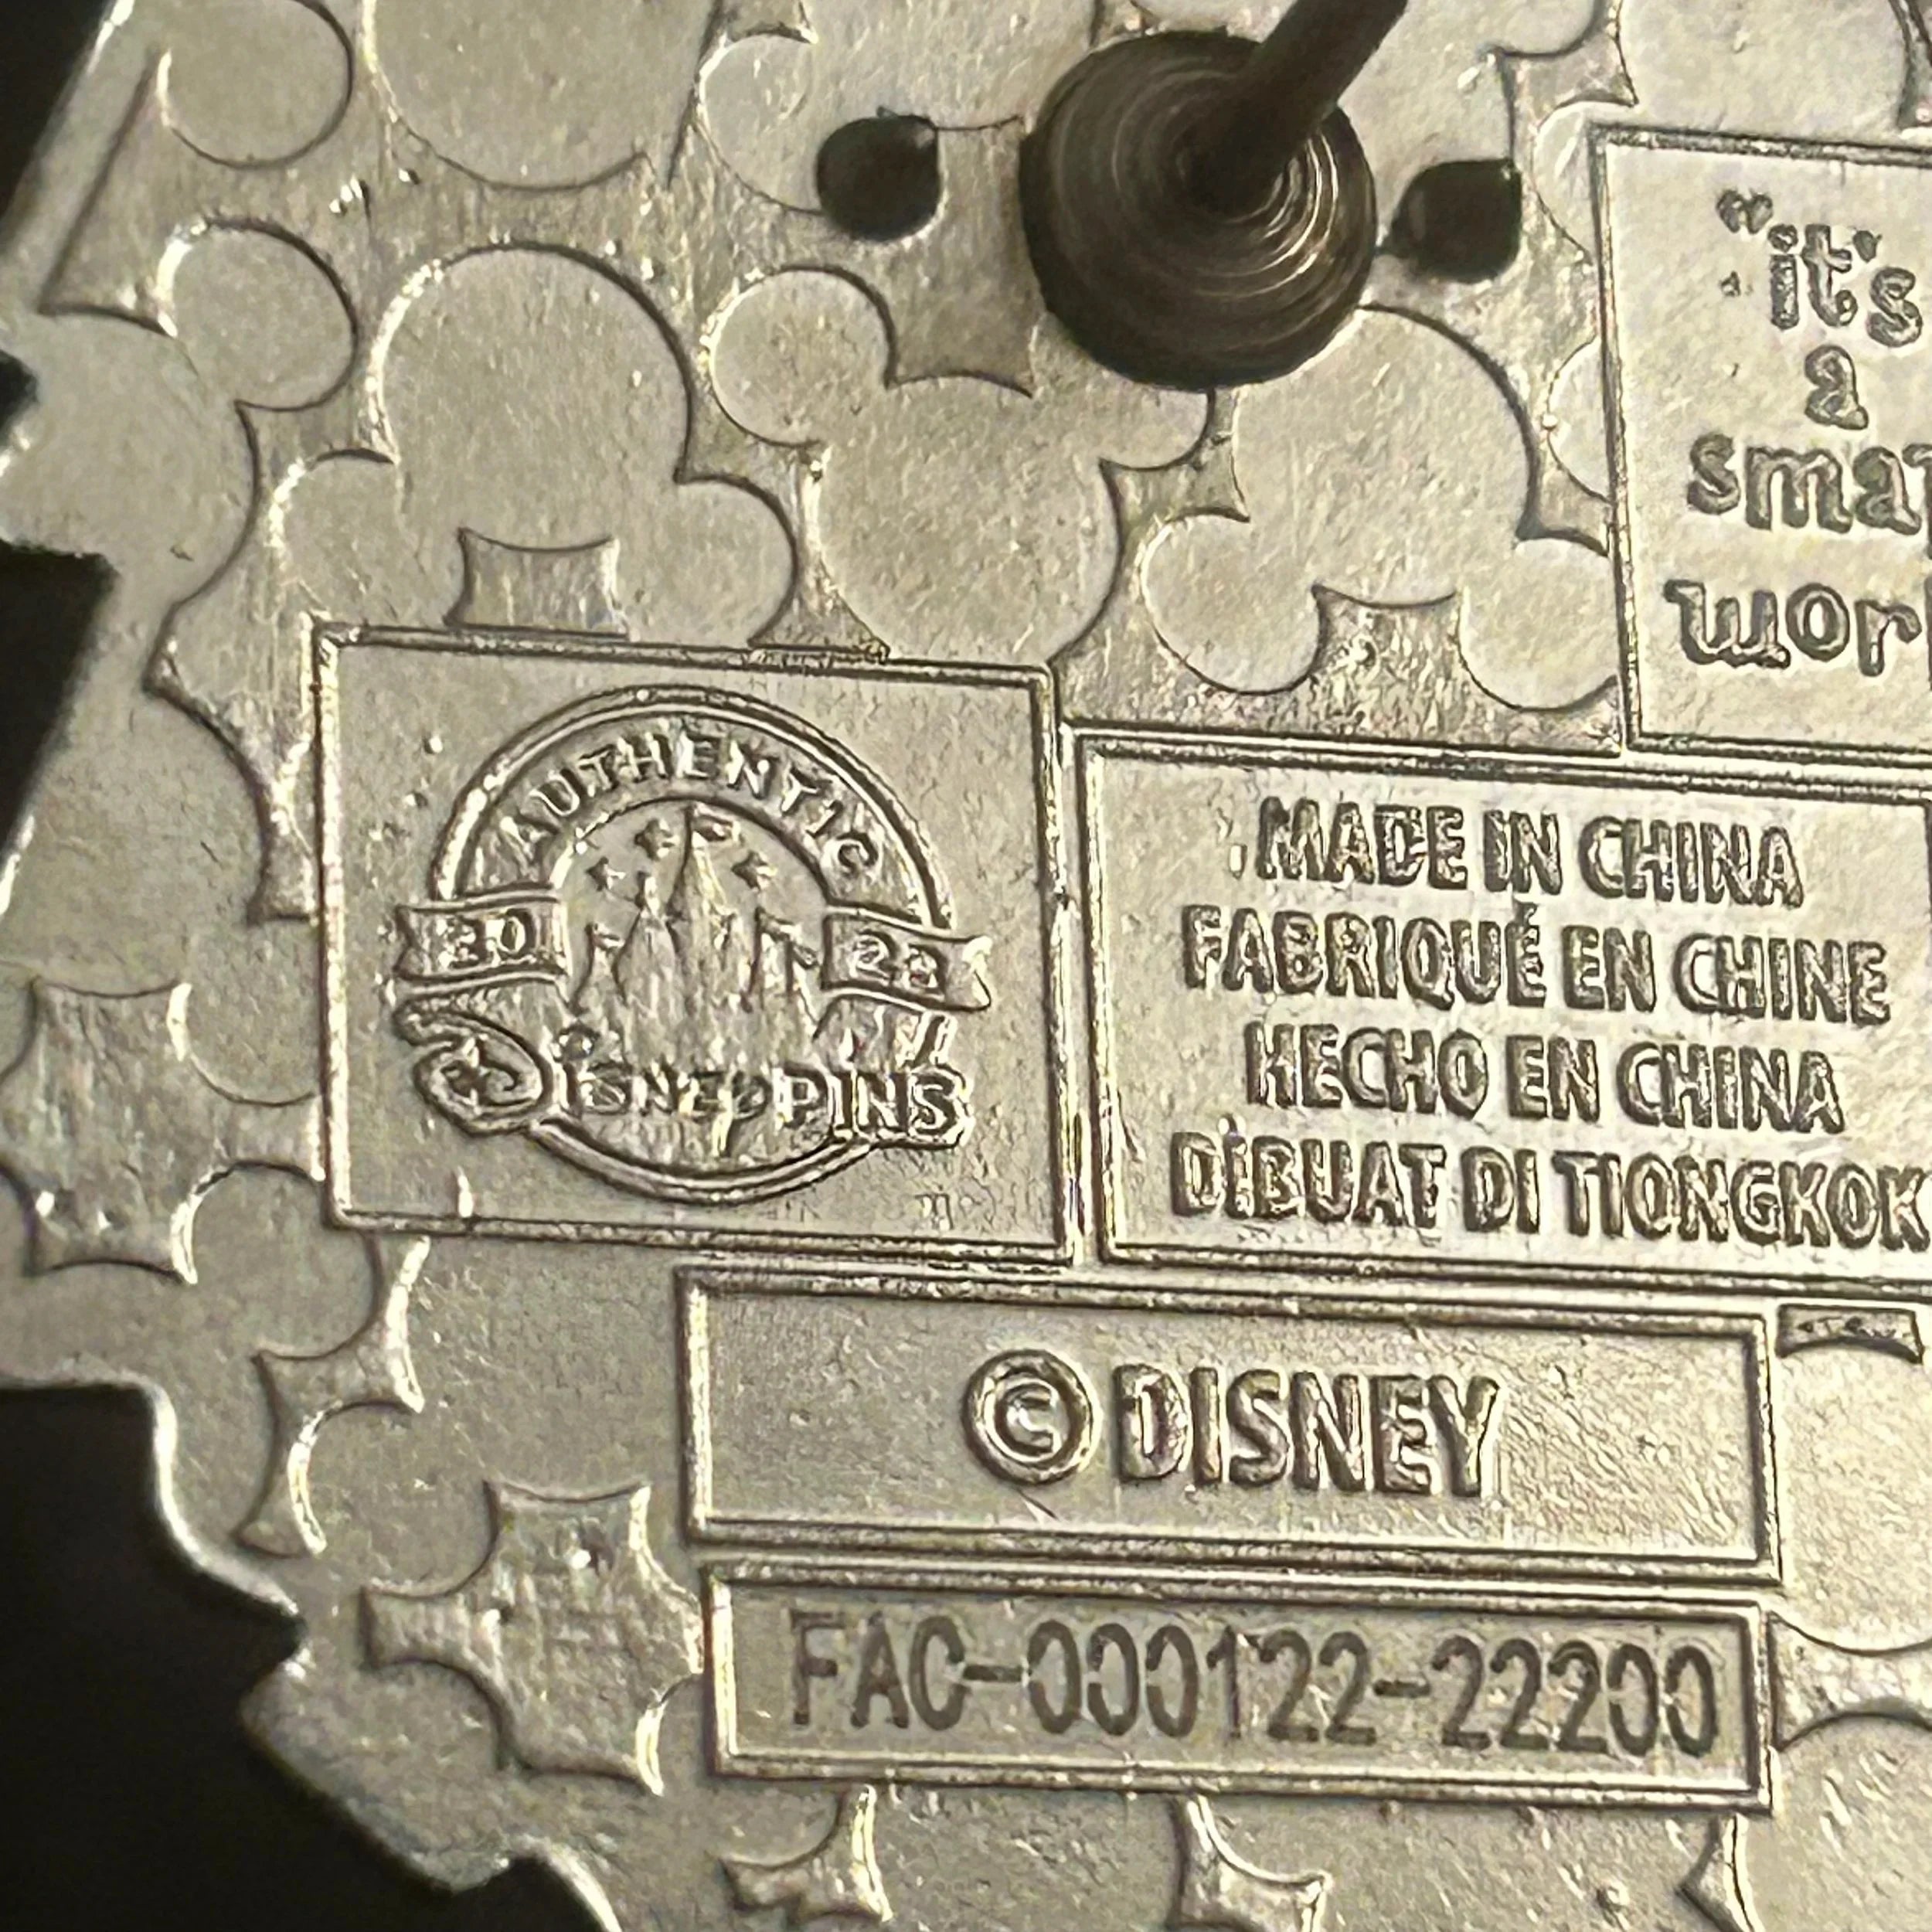 "it's
a
smal
wor
AUTHENTIC
20 23
DISNEY PINS
MADE IN CHINA
FABRIQUÉ EN CHINE
HECHO EN CHINA
DIBUAT DI TIONGKOK
© DISNEY
FAC-000122-22200